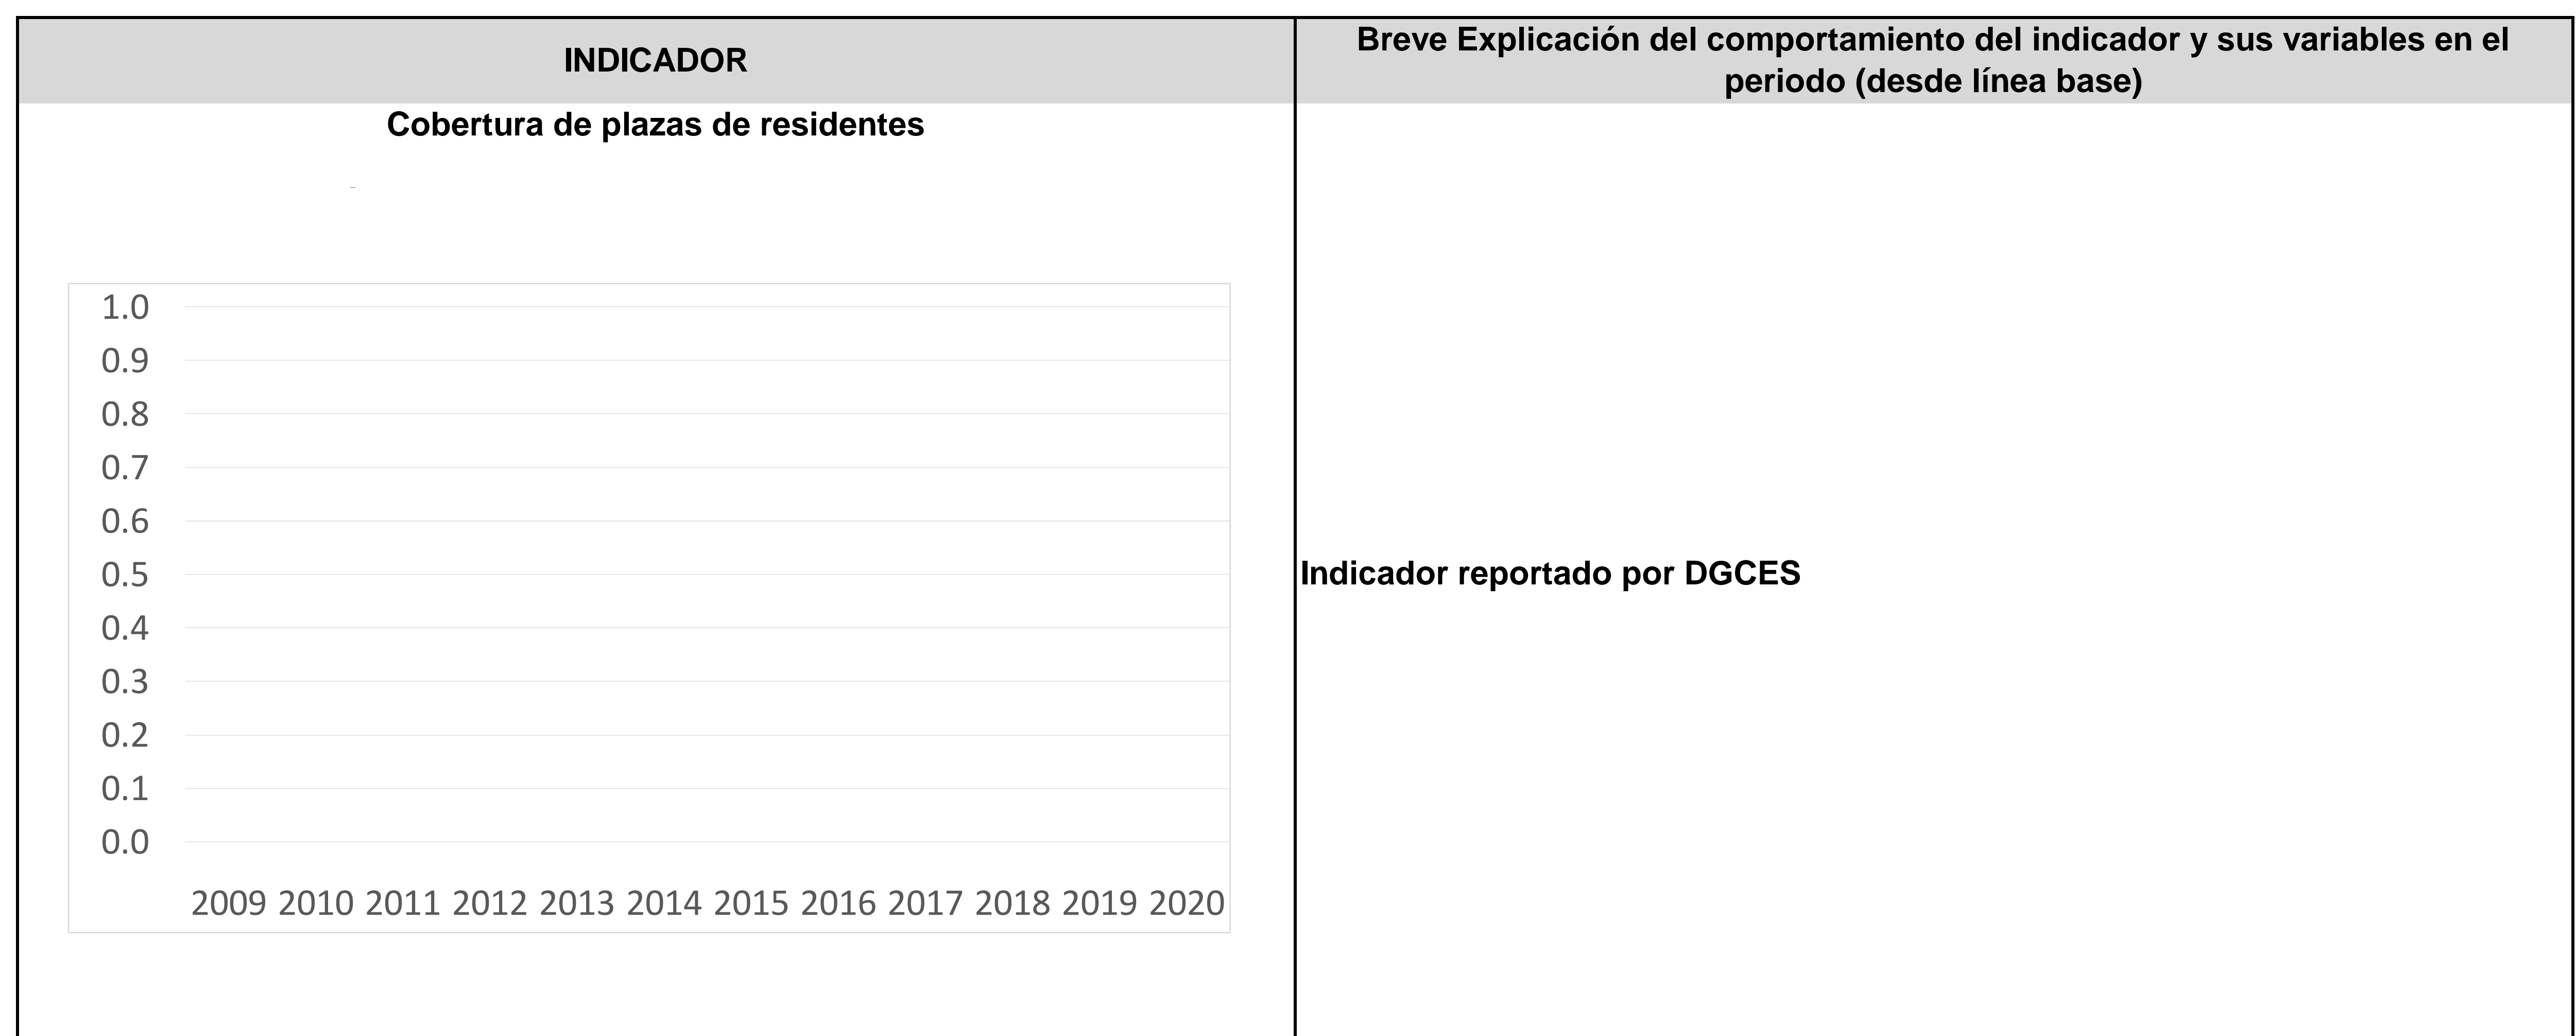 INDICADOR
Breve Explicación del comportamiento del indicador y sus variables en el
periodo (desde línea base)
Cobertura de plazas de residentes
1.0
0.9
0.8
0.7
0.6
0.5
0.4
0.3
0.2
0.1
0.0
2009 2010 2011 2012 2013 2014 2015 2016 2017 2018 2019 2020
Indicador reportado por DGCES